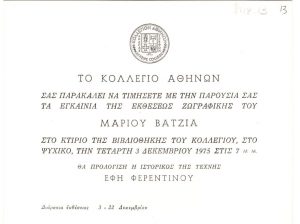 ΤΟ ΚΟΛΛΕΓΙΟ ΑΘΗΝΩΝ
ΣΑΣ ΠΑΡΑΚΑΛΕΙ ΝΑ ΤΙΜΗΣΕΤΕ ΜΕ ΤΗΝ ΠΑΡΟΥΣΙΑ ΣΑΣ
ΤΑ ΕΓΚΑΙΝΙΑ ΤΗΣ ΕΚΘΕΣΕΩΣ ΖΩΓΡΑΦΙΚΗΣ ΤΟΥ
ΜΑΡΙΟΥ ΒΑΤΖΙΑ
ΣΤΟ ΚΤΙΡΙΟ ΤΗΣ ΒΙΒΛΙΟΘΗΚΗΣ ΤΟΥ ΚΟΛΛΕΓΙΟΥ, ΣΤΟ
ΨΥΧΙΚΟ, ΤΗΝ ΤΕΤΑΡΤΗ 3 ΔΕΚΕΜΒΡΙΟΥ 1975 ΣΤΙΣ 7 μ.μ.
ΘΑ ΠΡΟΛΟΓΙΣΗ Η ΙΣΤΟΡΙΚΟΣ ΤΗΣ ΤΕΧΝΗΣ
ΕΦΗ ΦΕΡΕΝΤΙΝΟΥ
Διάρκεια ἐκθέσεως 3 - 22 Δεκεμβρίου